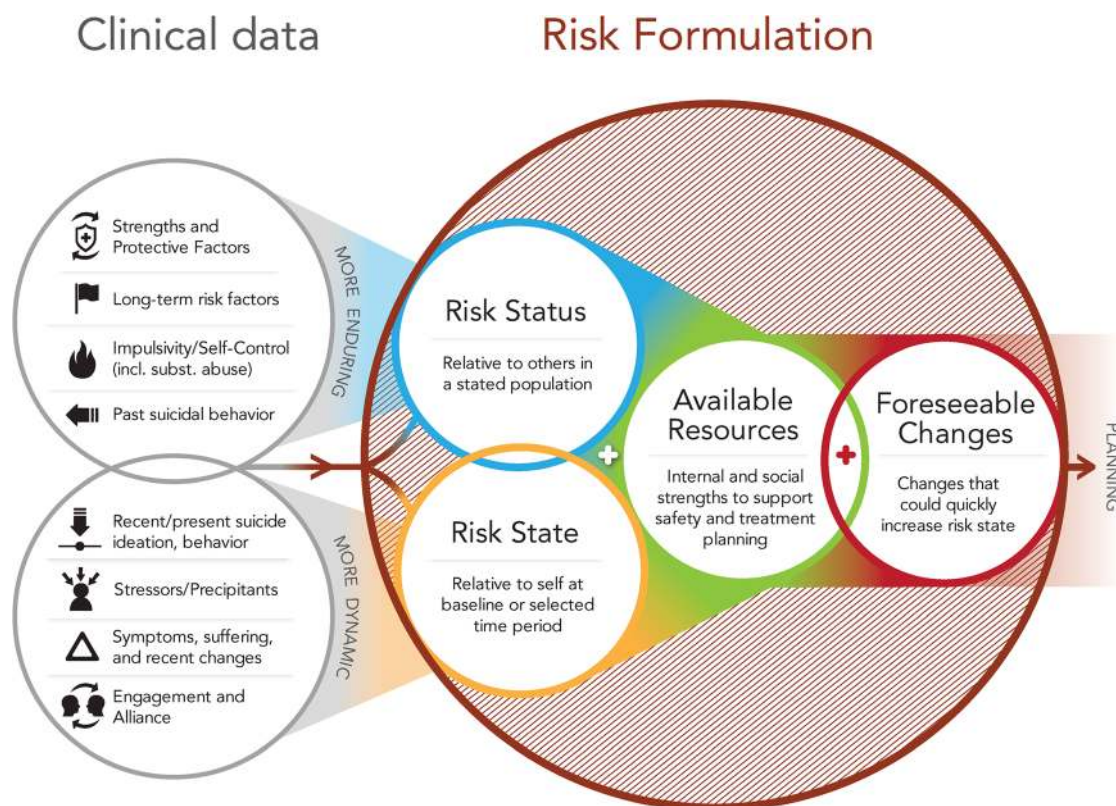 Clinical data
Risk Formulation
Strengths and
Protective Factors
Long-term risk factors
Impulsivity/Self-Control
(incl. subst. abuse)
Past suicidal behavior
MORE ENDURING
Recent/present suicide
ideation, behavior
Stressors/Precipitants
Symptoms, suffering,
and recent changes
Engagement and
Alliance
MORE DYNAMIC
Risk Status
Relative to others in
a stated population
Risk State
Relative to self at
baseline or selected
time period
Available
Resources
Internal and social
strengths to support
safety and treatment
planning
Foreseeable
Changes
Changes that
could quickly
increase risk state
PLANNING